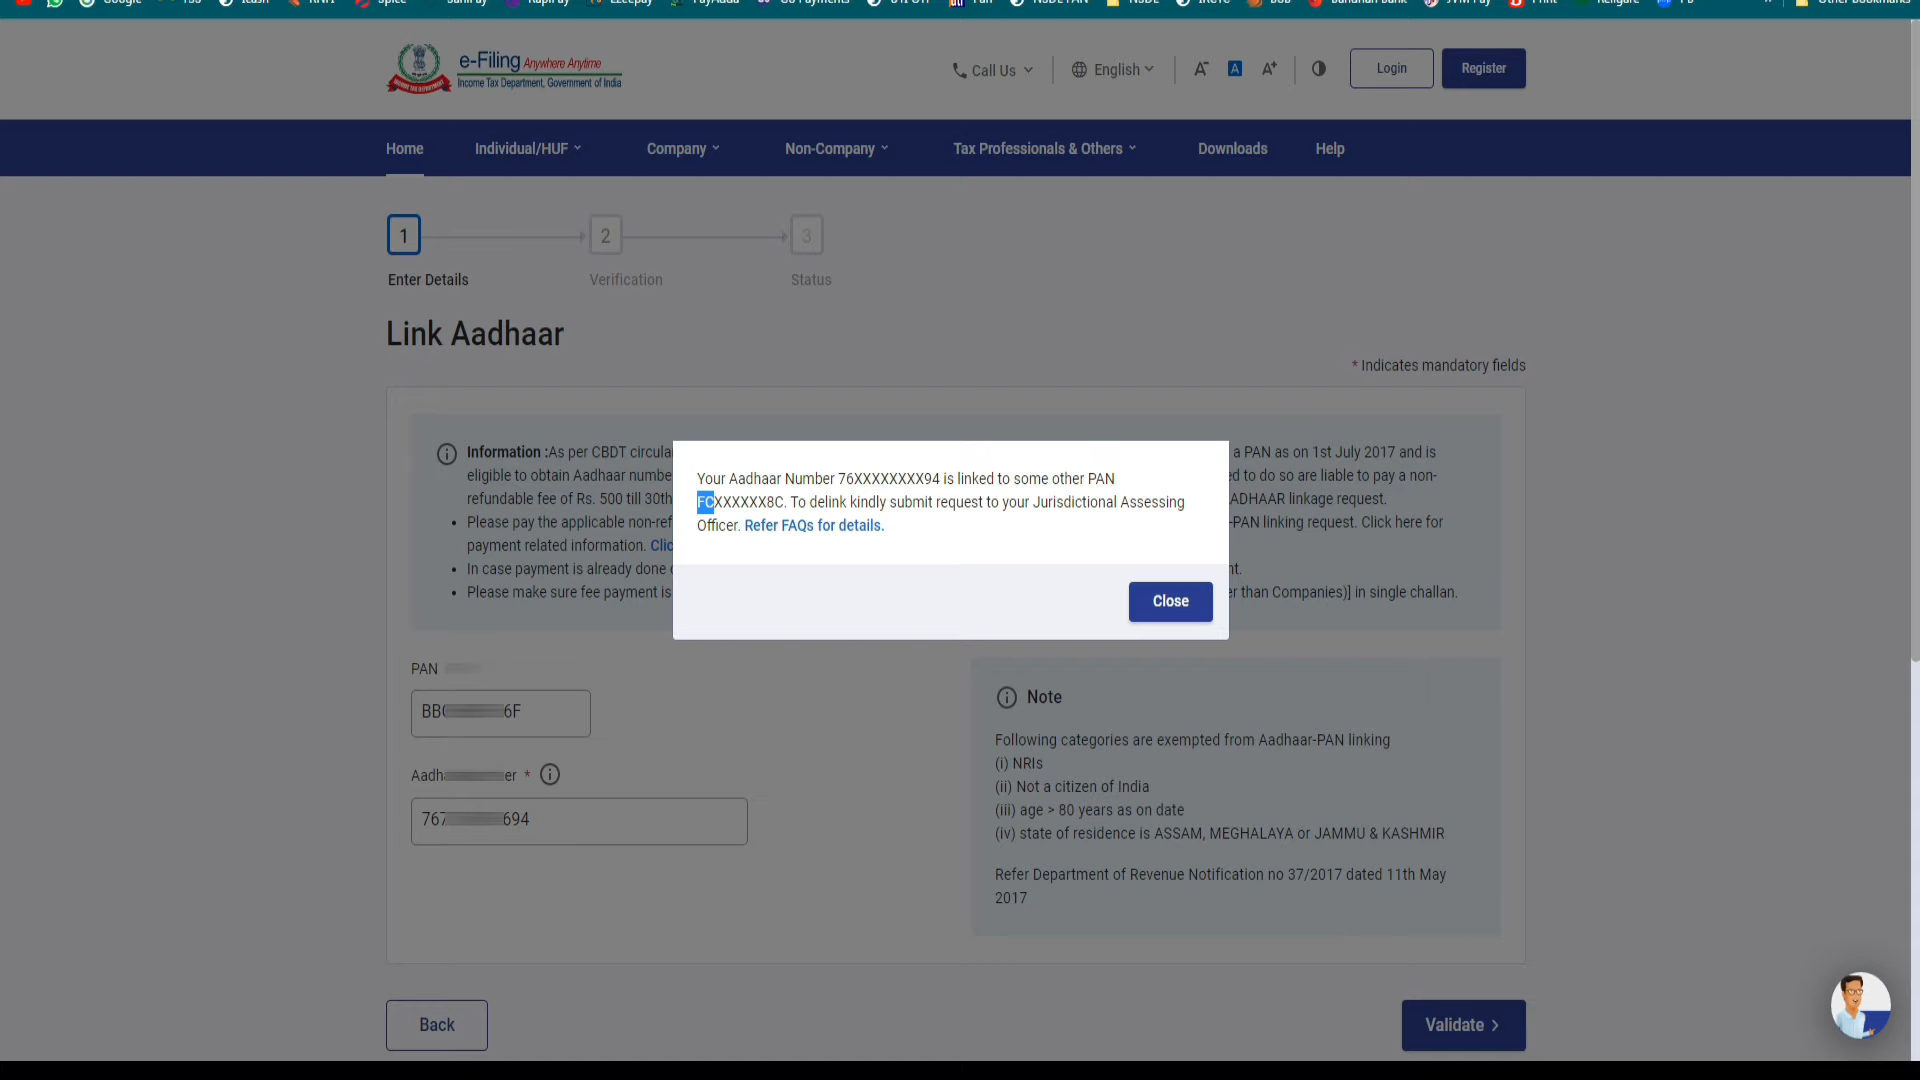 e-Filing Anywhere Anytime
Income Tax Department, Government of India
Call Us
English
A-
A
A+
Login
Register
Home
Individual/HUF
Company
Non-Company
Tax Professionals & Others
Downloads
Help
1
2
3
Enter Details
Verification
Status
Link Aadhaar
* Indicates mandatory fields
Information :As per CBDT circula
a PAN as on 1st July 2017 and is
eligible to obtain Aadhaar numbe
d to do so are liable to pay a non-
refundable fee of Rs. 500 till 30th
ADHAAR linkage request.
• Please pay the applicable non-ref
-PAN linking request. Click here for
payment related information. Clic
• In case payment is already done
nt.
• Please make sure fee payment is
er than Companies)] in single challan.
Your Aadhaar Number 76XXXXXXXX94 is linked to some other PAN
FCXXXXXX8C. To delink kindly submit request to your Jurisdictional Assessing
Officer. Refer FAQs for details.
Close
PAN
BB 6F
Aadh er *
767 694
Note
Following categories are exempted from Aadhaar-PAN linking
(i) NRIs
(ii) Not a citizen of India
(iii) age > 80 years as on date
(iv) state of residence is ASSAM, MEGHALAYA or JAMMU & KASHMIR
Refer Department of Revenue Notification no 37/2017 dated 11th May
2017
Back
Validate >